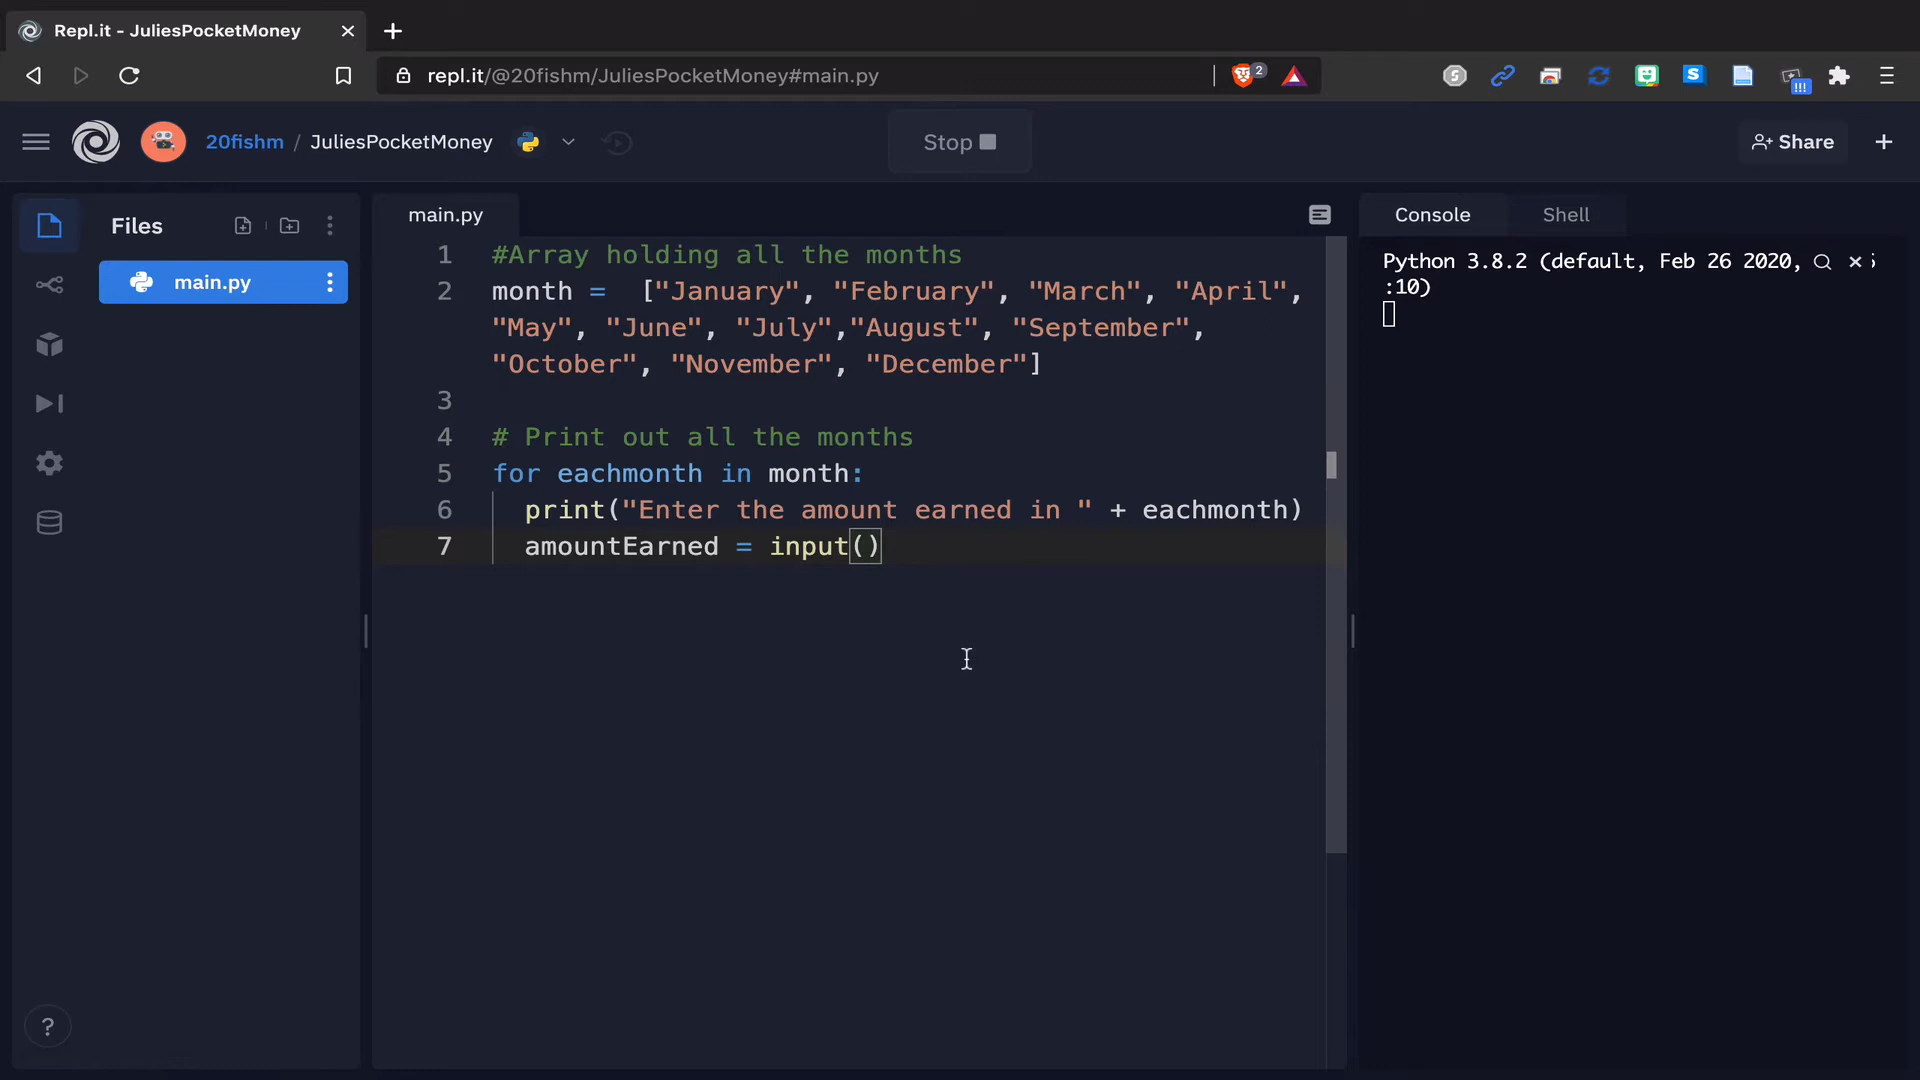 Repl.it - JuliesPocketMoney
repl.it/@20fishm/JuliesPocketMoney#main.py
2
S
S
!!!
20fishm / JuliesPocketMoney
Stop
Share
Files
main.py
main.py
1 #Array holding all the months
2 month =  ["January", "February", "March", "April",
"May", "June", "July","August", "September",
"October", "November", "December"]
3
4 # Print out all the months
5 for eachmonth in month:
6 print("Enter the amount earned in " + eachmonth)
7 amountEarned = input()
Console
Shell
Python 3.8.2 (default, Feb 26 2020,
:10)
?